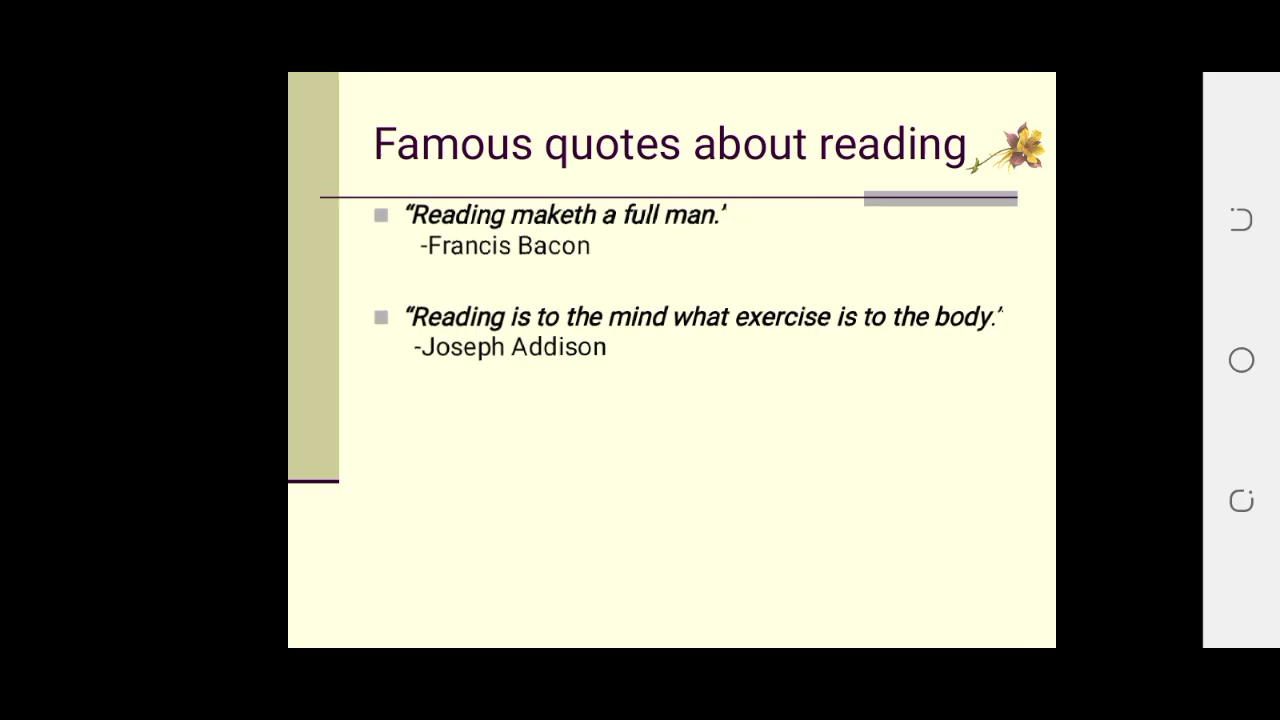 Famous quotes about reading
“Reading maketh a full man.’
-Francis Bacon
“Reading is to the mind what exercise is to the body.’
-Joseph Addison